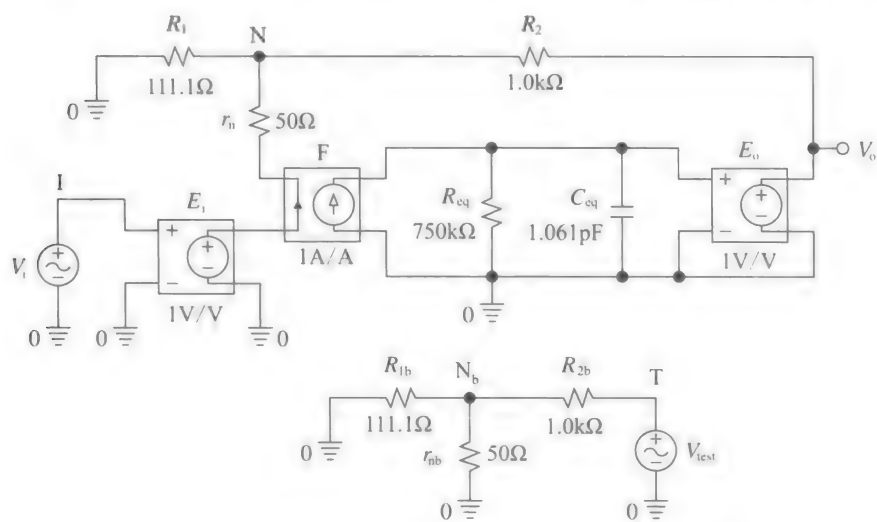 R₁ N R₂
111.1Ω 1.0kΩ
0
rₙ 50Ω
F Eₒ Vₒ
I Eᵢ
+ + Req Ceq + +
Vᵢ − − 750kΩ 1.061pF − −
1A/A 1V/V
0 0 1V/V 0 0
R₁b Nb R₂b T
111.1Ω 1.0kΩ
0
rnb 50Ω + Vtest
0 − 0